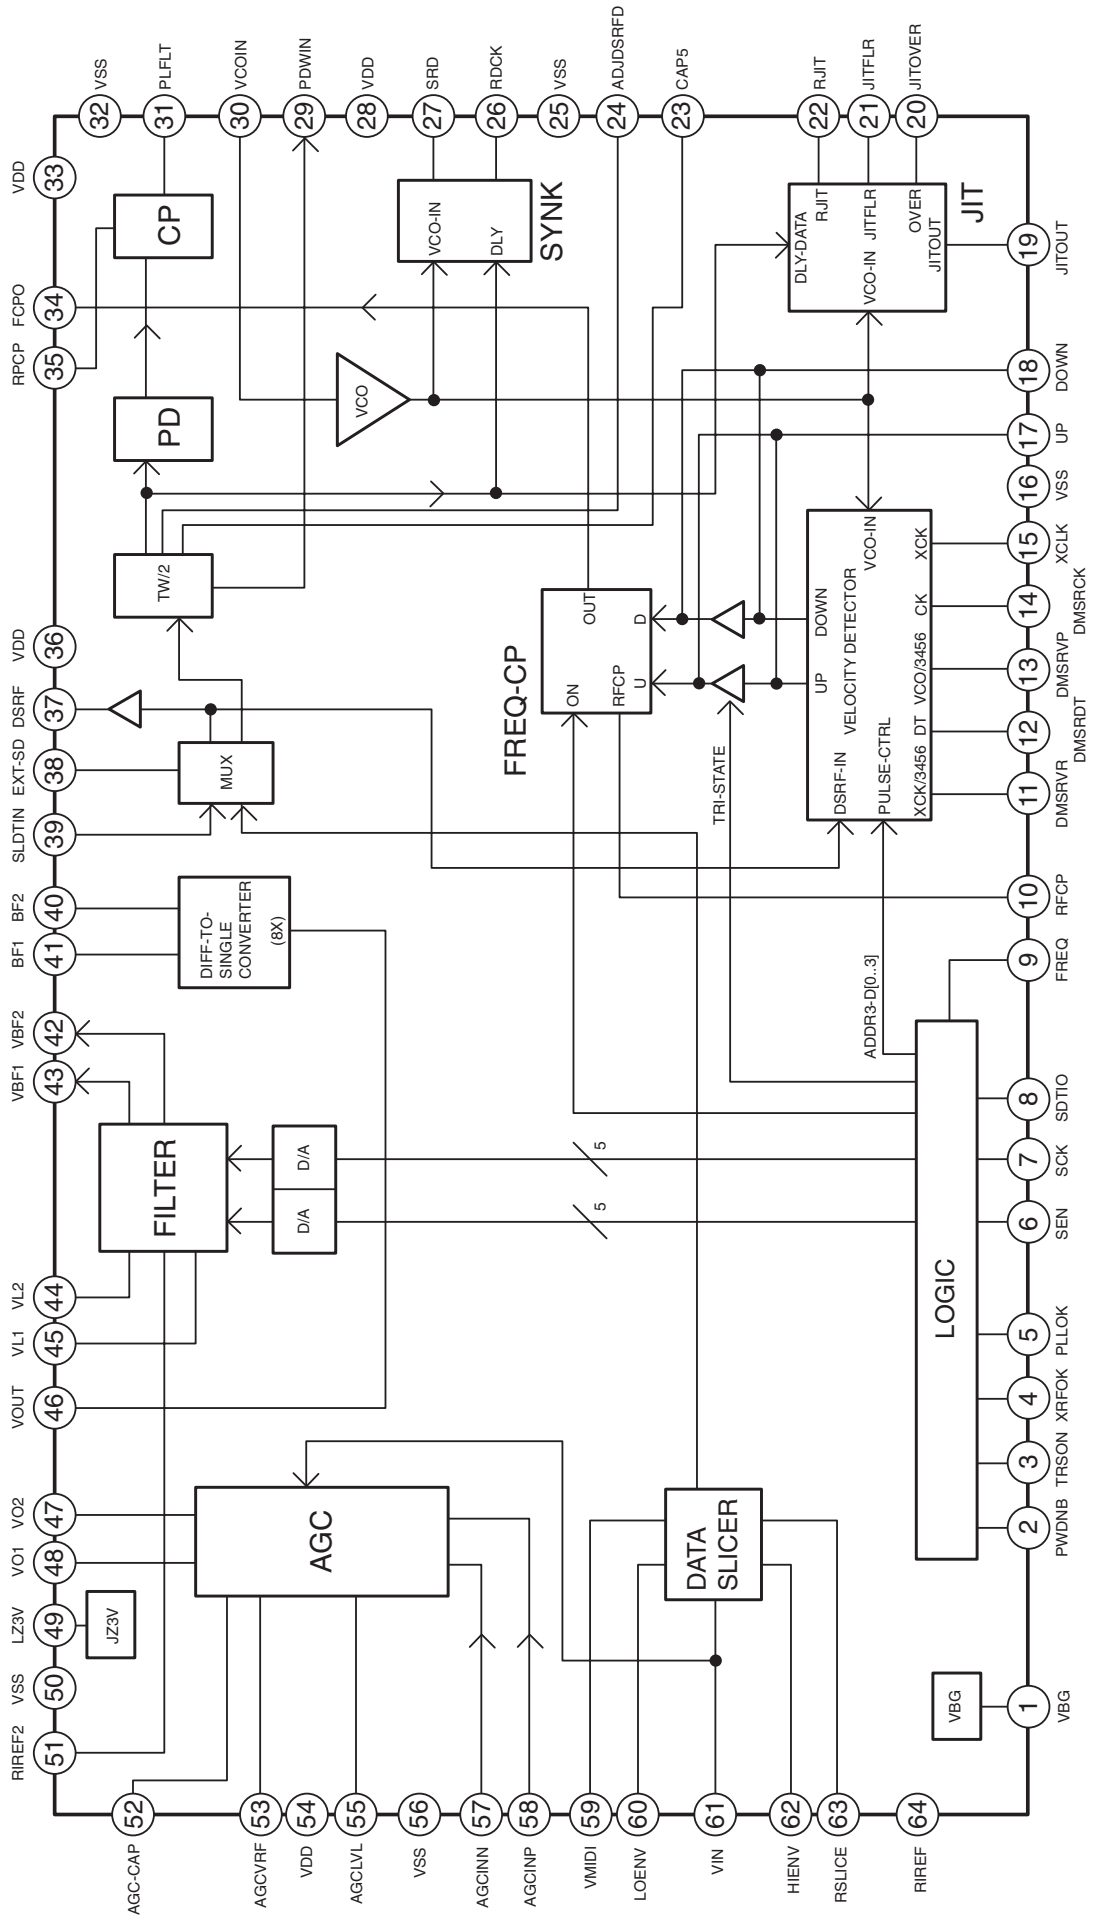 51
RIREF2
50
VSS
49
LZ3V
48
VO1
47
VO2
46
VOUT
45
VL1
44
VL2
43
VBF1
42
VBF2
41
BF1
40
BF2
39
SLDTIN
38
EXT-SD
37
DSRF
36
VDD
35
RPCP
34
FCPO
33
VDD
32
VSS
31
PLFLT
30
VCOIN
29
PDWIN
28
VDD
27
SRD
26
RDCK
25
VSS
24
ADJDSRFD
23
CAP5
22
RJIT
21
JITFLR
20
JITOVER
52
AGC-CAP
53
AGCVRF
54
VDD
55
AGCLVL
56
VSS
57
AGCINN
58
AGCINP
59
VMIDI
60
LOENV
61
VIN
62
HIENV
63
RSLICE
64
RIREF
1
VBG
2
PWDNB
3
TRSON
4
XRFOK
5
PLLOK
6
SEN
7
SCK
8
SDTIO
9
FREQ
10
RFCP
11
DMSRVR
12
DMSRDT
13
DMSRVP
14
DMSRCK
15
XCLK
16
VSS
17
UP
18
DOWN
19
JITOUT
JZ3V
AGC
FILTER
D/A
D/A
5
5
DIFF-TO-
SINGLE
CONVERTER
(8X)
MUX
TW/2
PD
CP
VCO
SYNK
VCO-IN
DLY
FREQ-CP
ON
OUT
RFCP
U
D
TRI-STATE
DATA
SLICER
VBG
LOGIC
ADDR3-D[0..3]
UP
DOWN
VELOCITY DETECTOR
DSRF-IN
VCO-IN
PULSE-CTRL
XCK/3456
DT
VCO/3456
CK
XCK
JIT
DLY-DATA
RJIT
VCO-IN
JITFLR
OVER
JITOUT